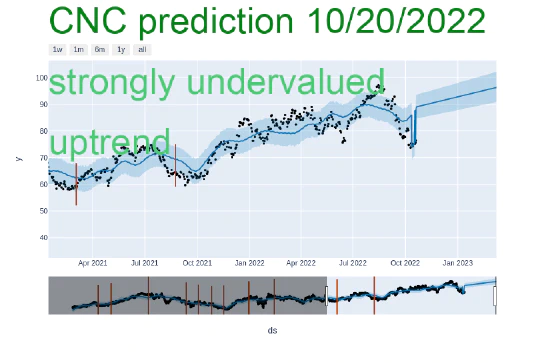 CNC prediction 10/20/2022
1w 1m 6m 1y all
strongly undervalued
uptrend
100
90
80
70
60
50
40
y
Apr 2021 Jul 2021 Oct 2021 Jan 2022 Apr 2022 Jul 2022 Oct 2022 Jan 2023
ds